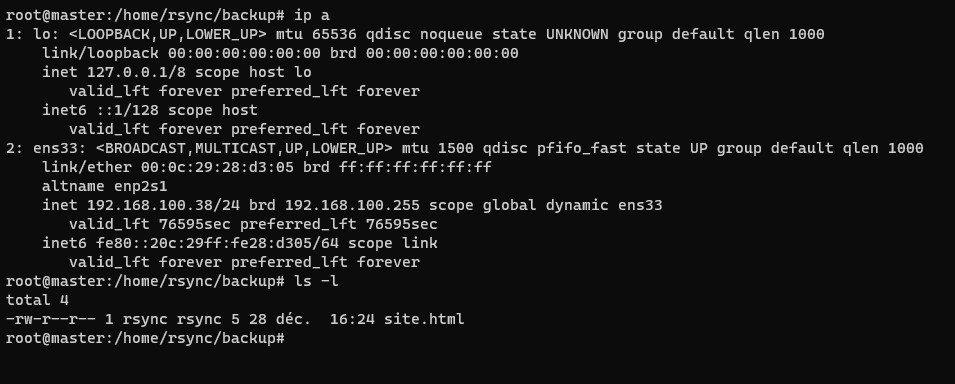 root@master:/home/rsync/backup# ip a
1: lo: <LOOPBACK,UP,LOWER_UP> mtu 65536 qdisc noqueue state UNKNOWN group default qlen 1000
    link/loopback 00:00:00:00:00:00 brd 00:00:00:00:00:00
    inet 127.0.0.1/8 scope host lo
       valid_lft forever preferred_lft forever
    inet6 ::1/128 scope host
       valid_lft forever preferred_lft forever
2: ens33: <BROADCAST,MULTICAST,UP,LOWER_UP> mtu 1500 qdisc pfifo_fast state UP group default qlen 1000
    link/ether 00:0c:29:28:d3:05 brd ff:ff:ff:ff:ff:ff
    altname enp2s1
    inet 192.168.100.38/24 brd 192.168.100.255 scope global dynamic ens33
       valid_lft 76595sec preferred_lft 76595sec
    inet6 fe80::20c:29ff:fe28:d305/64 scope link
       valid_lft forever preferred_lft forever
root@master:/home/rsync/backup# ls -l
total 4
-rw-r--r-- 1 rsync rsync 5 28 déc.  16:24 site.html
root@master:/home/rsync/backup#